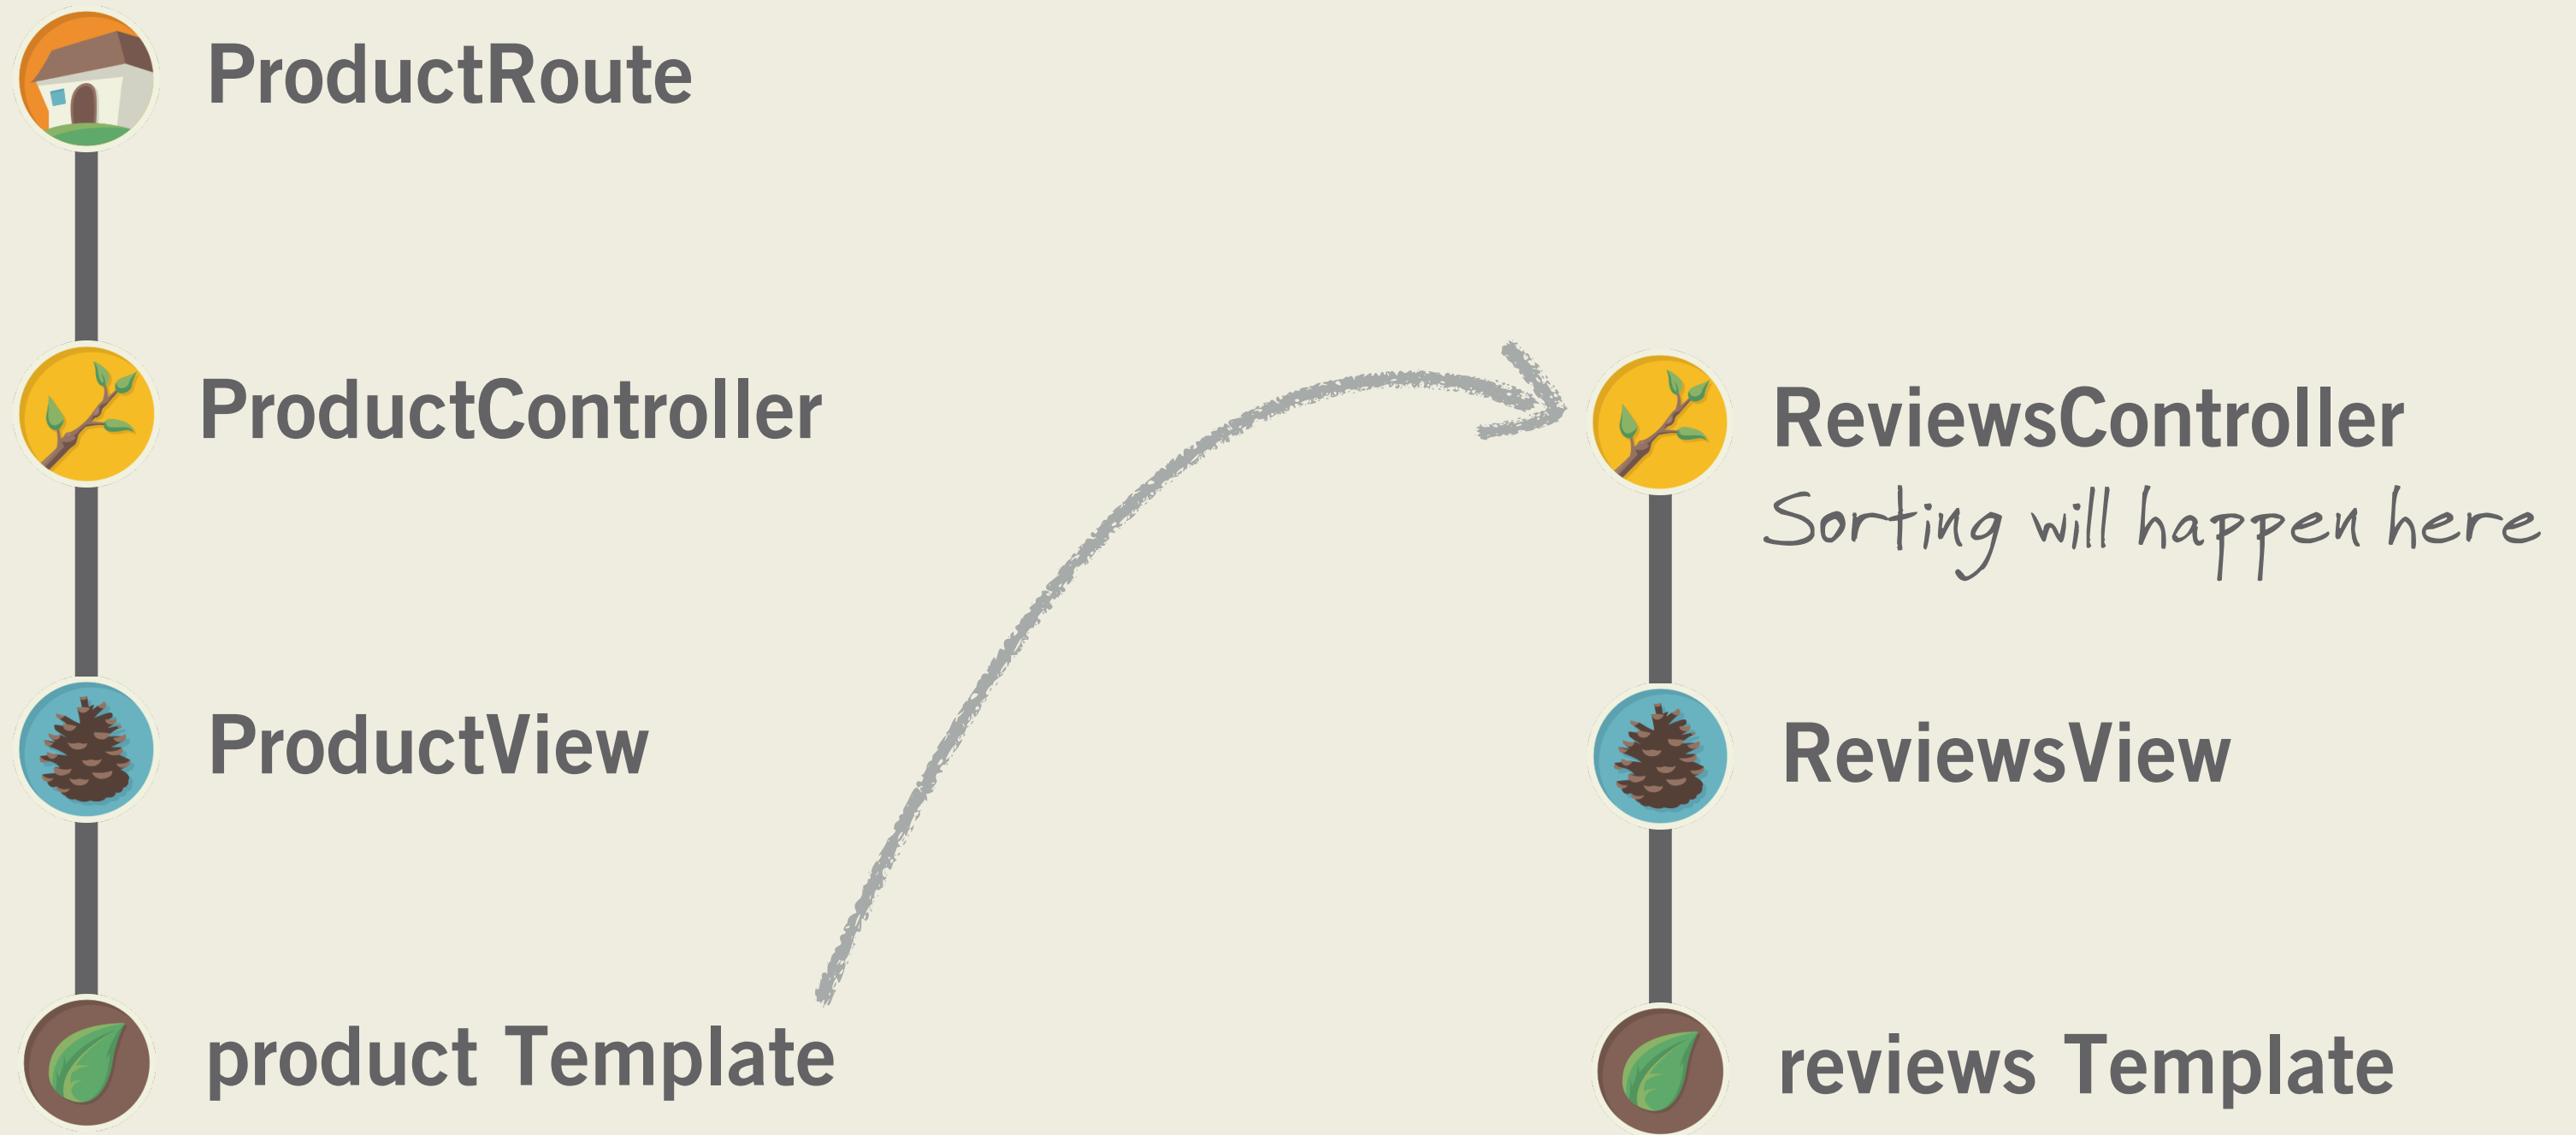 ProductRoute
ProductController
ProductView
product Template
ReviewsController
Sorting will happen here
ReviewsView
reviews Template